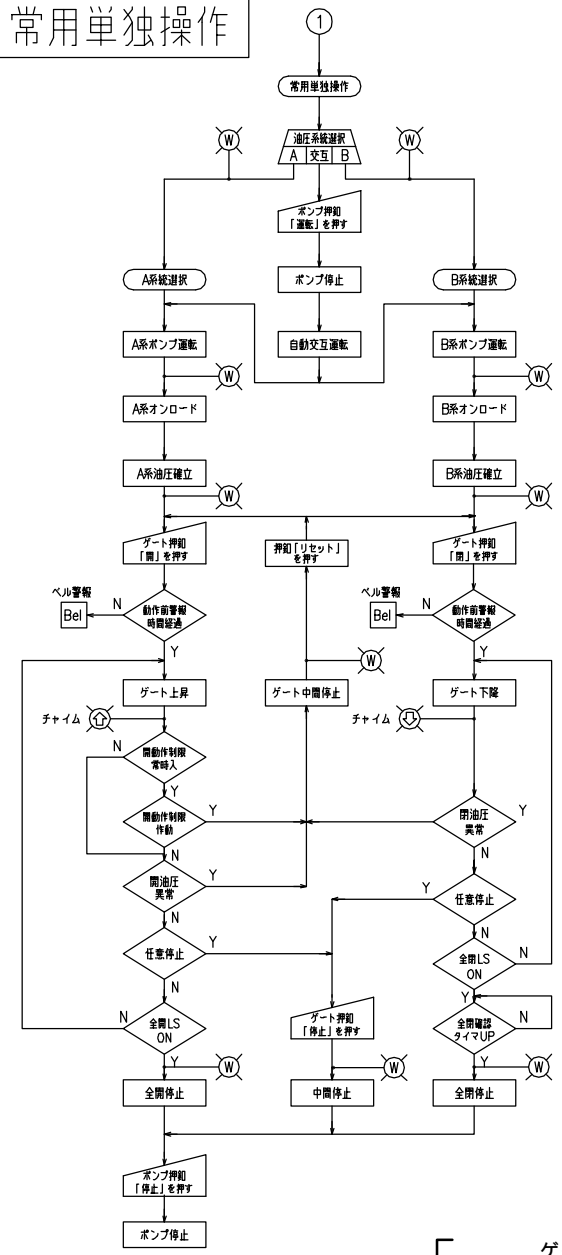 常用単独操作
1
常用単独操作
油圧系統選択
A 交互 B
W
W
ポンプ押釦
「運転」を押す
A系統選択
ポンプ停止
B系統選択
A系ポンプ運転
自動交互運転
B系ポンプ運転
W
W
A系オンロード
B系オンロード
A系油圧確立
B系油圧確立
W
W
ゲート押釦
「開」を押す
押釦「リセット」
を押す
ゲート押釦
「閉」を押す
ベル警報
Bel
N
動作前警報
時間経過
Y
ベル警報
Bel
N
動作前警報
時間経過
Y
W
ゲート上昇
ゲート中間停止
ゲート下降
チャイム
チャイム
N
開動作制限
常時入
Y
開動作制限
作動
Y
N
閉油圧
異常
Y
N
開油圧
異常
Y
N
Y
任意停止
N
任意停止
Y
N
全閉LS
ON
N
Y
N
全開LS
ON
Y
ゲート押釦
「停止」を押す
全閉確認
タイマUP
N
Y
W
W
W
全開停止
中間停止
全閉停止
ポンプ押釦
「停止」を押す
ポンプ停止
ゲ